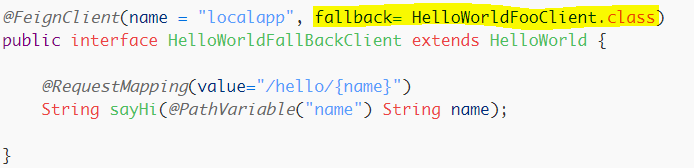 @FeignClient(name = "localapp", fallback= HelloWorldFooClient.class)
public interface HelloWorldFallBackClient extends HelloWorld {
@RequestMapping(value="/hello/{name}")
String sayHi(@PathVariable("name") String name);
}